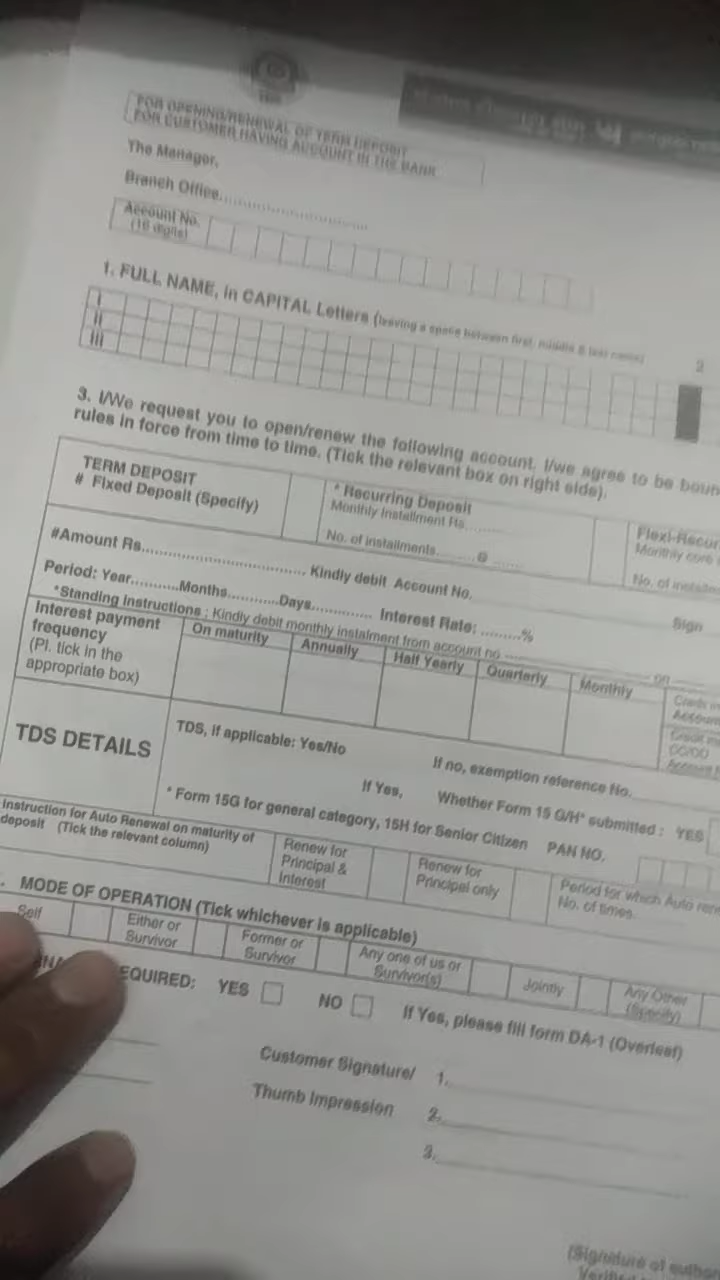 FOR OPENING/RENEWAL OF TERM DEPOSIT
FOR CUSTOMER HAVING ACCOUNT IN THE BANK
The Manager,
Branch Office..............................
Account No.
(16 digits)
1. FULL NAME, in CAPITAL Letters (leaving a space between first, middle & last name)
2
I
II
III
3. I/We request you to open/renew the following account. I/we agree to be boun
rules in force from time to time. (Tick the relevant box on right side).
TERM DEPOSIT
# Fixed Deposit (Specify)
* Recurring Deposit
Monthly Installment Rs..........
No. of installments.........@ .......
Flexi-Recur
Monthly core
No. of install
#Amount Rs.................................. Kindly debit Account No.
Sign
Period: Year...........Months............Days.............. Interest Rate: .........%
*Standing Instructions : Kindly debit monthly instalment from account no
on
Interest payment
frequency
(Pl. tick in the
appropriate box)
On maturity
Annually
Half Yearly
Quarterly
Monthly
Credit
Account
Credit
CC/OD
Account
TDS DETAILS
TDS, if applicable: Yes/No
If no, exemption reference No.
If Yes,
Whether Form 15 G/H* submitted : YES
* Form 15G for general category, 15H for Senior Citizen
PAN NO.
Instruction for Auto Renewal on maturity of
deposit (Tick the relevant column)
Renew for
Principal &
Interest
Renew for
Principal only
Period for which Auto rene
No. of times
. MODE OF OPERATION (Tick whichever is applicable)
Self
Either or
Survivor
Former or
Survivor
Any one of us or
Survivor(s)
Jointly
Any Other
(Specify)
EQUIRED: YES NO If Yes, please fill form DA-1 (Overleaf)
Customer Signature/
Thumb Impression
1.
2.
3.
(Signature of author